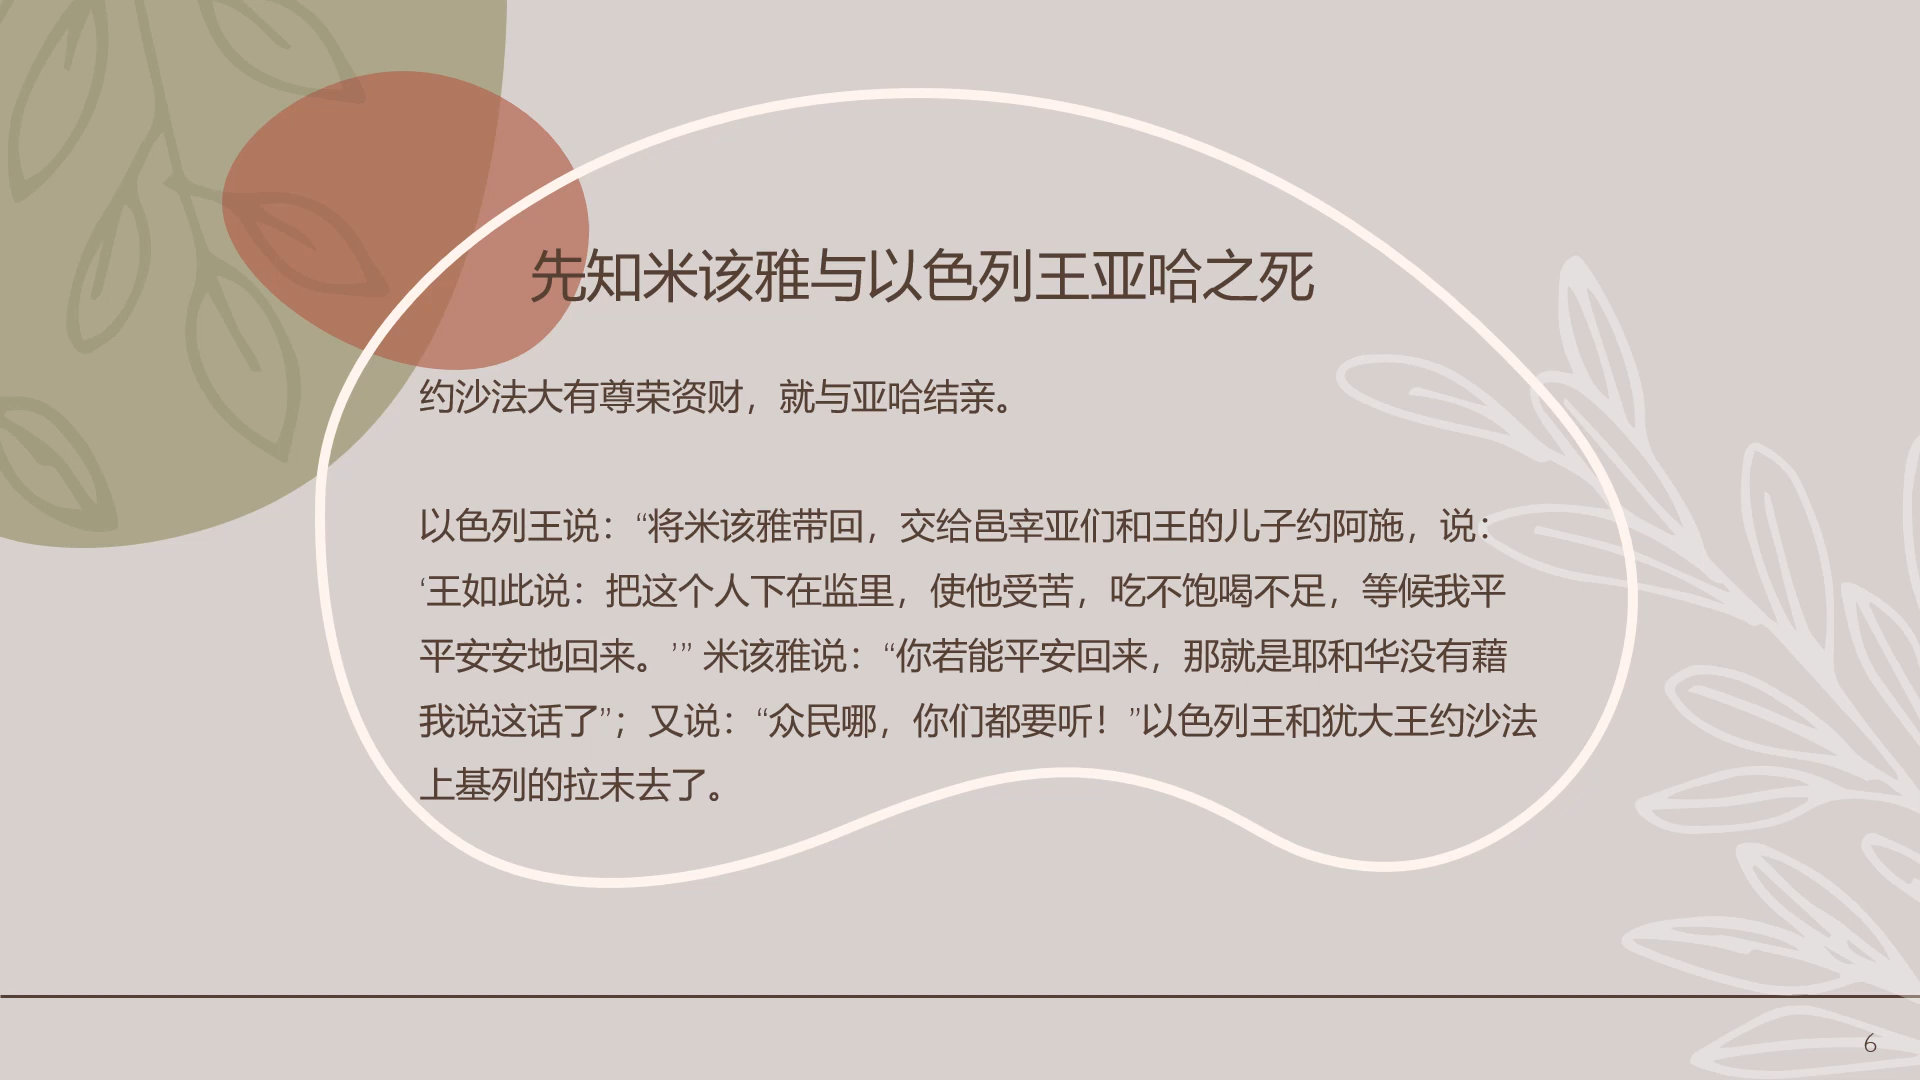 先知米该雅与以色列王亚哈之死
约沙法大有尊荣资财，就与亚哈结亲。
以色列王说：“将米该雅带回，交给邑宰亚们和王的儿子约阿施，说：
‘王如此说：把这个人下在监里，使他受苦，吃不饱喝不足，等候我平
平安安地回来。’” 米该雅说：“你若能平安回来，那就是耶和华没有藉
我说这话了”；又说：“众民哪，你们都要听！”以色列王和犹大王约沙法
上基列的拉末去了。
6